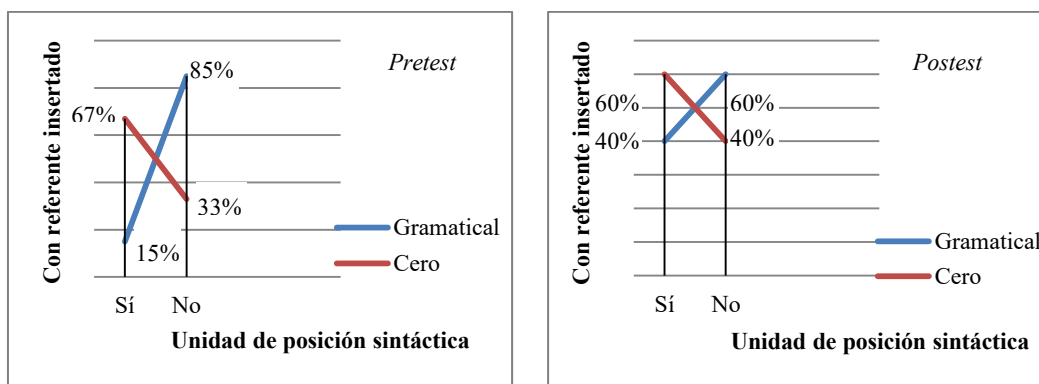 Con referente insertado
Pretest
85%
67%
33%
15%
Gramatical
Cero
Sí No
Unidad de posición sintáctica
Con referente insertado
Postest
60% 60%
40% 40%
Gramatical
Cero
Sí No
Unidad de posición sintáctica